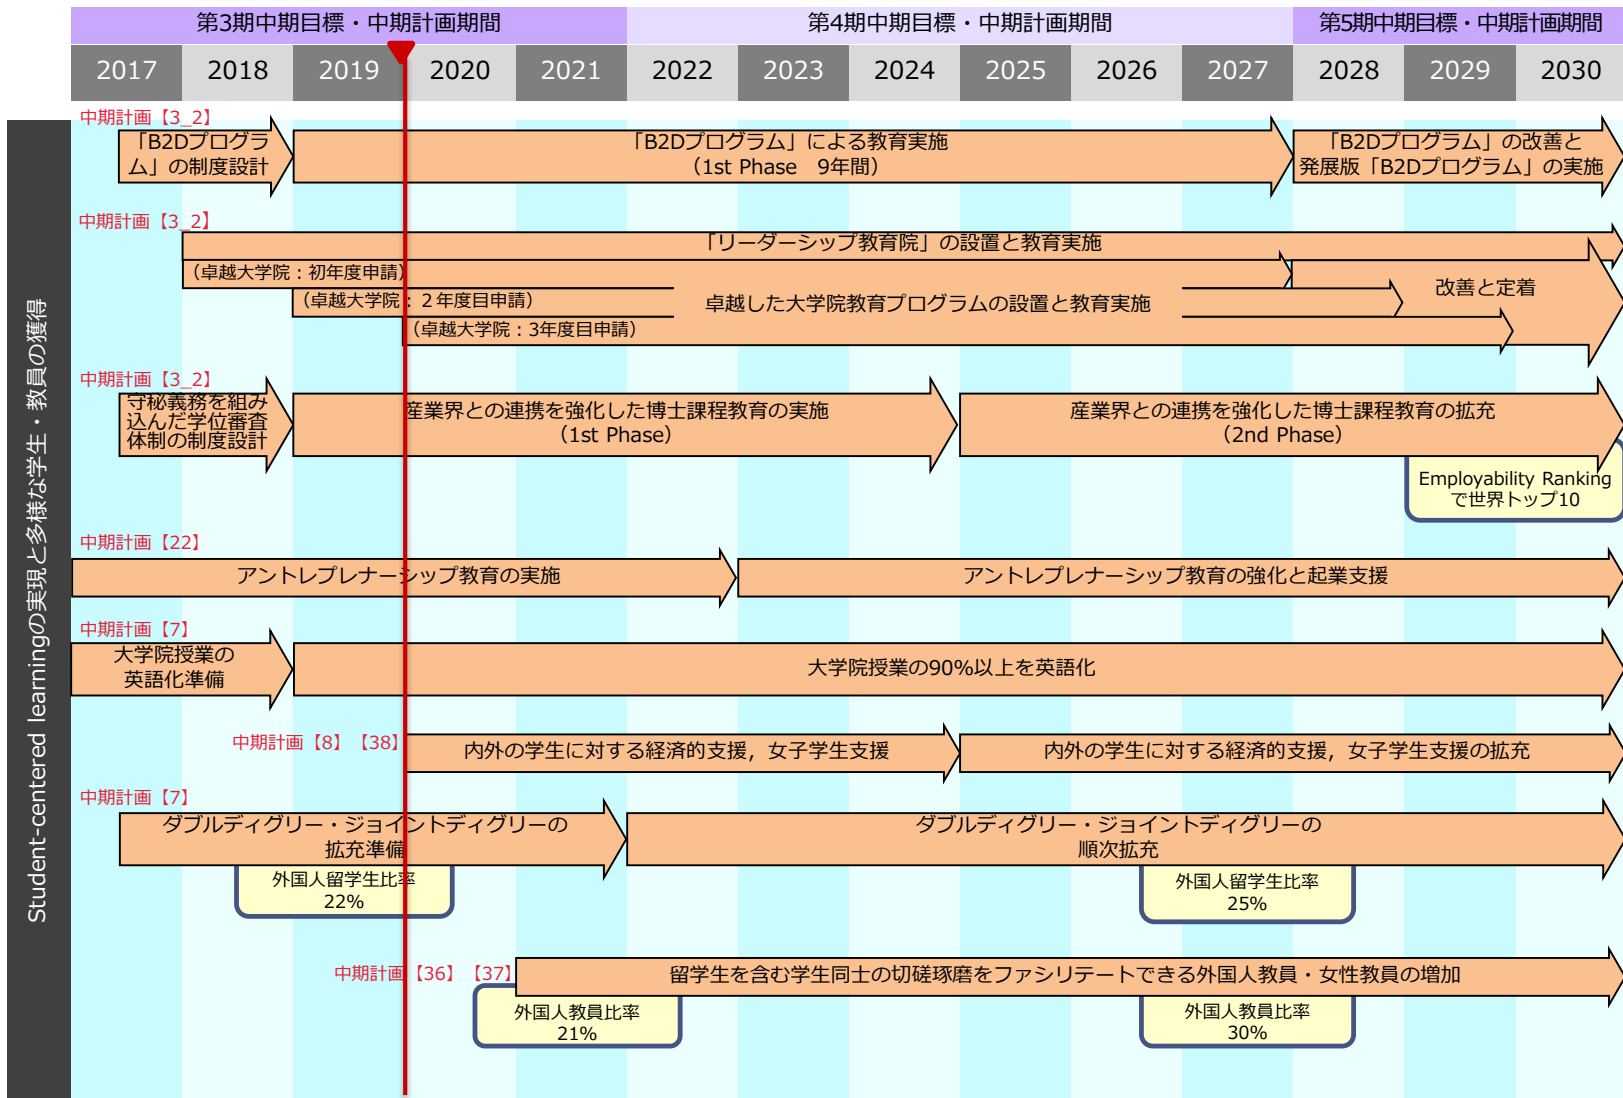 第3期中期目標・中期計画期間
第4期中期目標・中期計画期間
第5期中期目標・中期計画期間
2017
2018
2019
2020
2021
2022
2023
2024
2025
2026
2027
2028
2029
2030
Student-centered learningの実現と多様な学生・教員の獲得
中期計画【3_2】
「B2Dプログラ
ム」の制度設計
「B2Dプログラム」による教育実施
（1st Phase　9年間）
「B2Dプログラム」の改善と
発展版「B2Dプログラム」の実施
中期計画【3_2】
「リーダーシップ教育院」の設置と教育実施
（卓越大学院：初年度申請）
（卓越大学院：２年度目申請）
（卓越大学院：3年度目申請）
卓越した大学院教育プログラムの設置と教育実施
改善と定着
中期計画【3_2】
守秘義務を組み
込んだ学位審査
体制の制度設計
産業界との連携を強化した博士課程教育の実施
（1st Phase）
産業界との連携を強化した博士課程教育の拡充
（2nd Phase）
Employability Ranking
で世界トップ10
中期計画【22】
アントレプレナーシップ教育の実施
アントレプレナーシップ教育の強化と起業支援
中期計画【7】
大学院授業の
英語化準備
大学院授業の90%以上を英語化
中期計画【8】【38】
内外の学生に対する経済的支援，女子学生支援
内外の学生に対する経済的支援，女子学生支援の拡充
中期計画【7】
ダブルディグリー・ジョイントディグリーの
拡充準備
ダブルディグリー・ジョイントディグリーの
順次拡充
外国人留学生比率
22%
外国人留学生比率
25%
中期計画【36】【37】
留学生を含む学生同士の切磋琢磨をファシリテートできる外国人教員・女性教員の増加
外国人教員比率
21%
外国人教員比率
30%